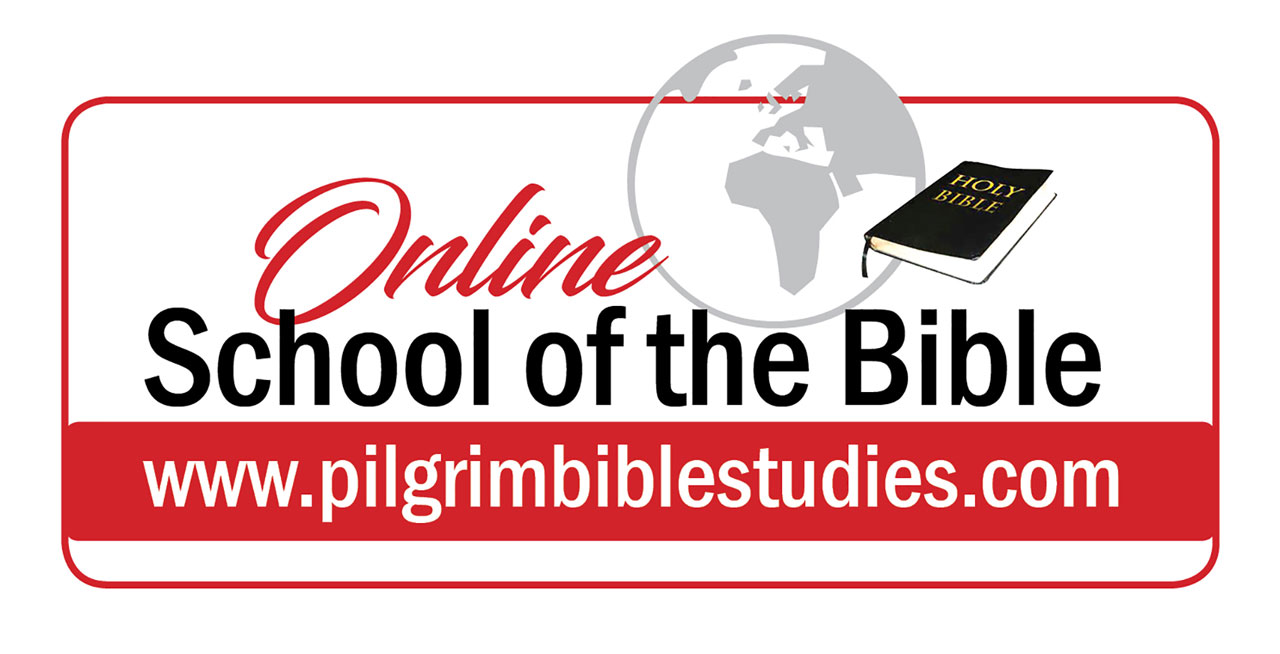 HOLY
BIBLE
Online
School of the Bible
www.pilgrimbiblestudies.com